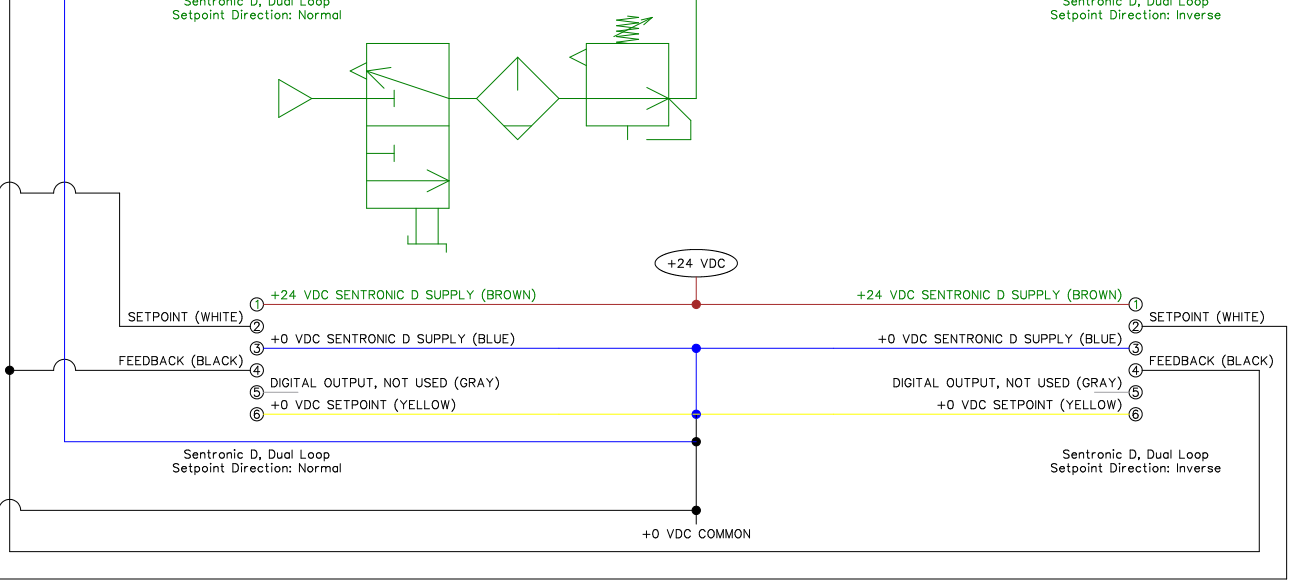 Sentronic D, Dual Loop
Setpoint Direction: Normal
Sentronic D, Dual Loop
Setpoint Direction: Inverse
+24 VDC
+24 VDC SENTRONIC D SUPPLY (BROWN)
+24 VDC SENTRONIC D SUPPLY (BROWN)
1
1
SETPOINT (WHITE)
2
2
SETPOINT (WHITE)
+0 VDC SENTRONIC D SUPPLY (BLUE)
+0 VDC SENTRONIC D SUPPLY (BLUE)
3
3
FEEDBACK (BLACK)
4
4
FEEDBACK (BLACK)
DIGITAL OUTPUT, NOT USED (GRAY)
DIGITAL OUTPUT, NOT USED (GRAY)
5
5
+0 VDC SETPOINT (YELLOW)
+0 VDC SETPOINT (YELLOW)
6
6
Sentronic D, Dual Loop
Setpoint Direction: Normal
Sentronic D, Dual Loop
Setpoint Direction: Inverse
+0 VDC COMMON